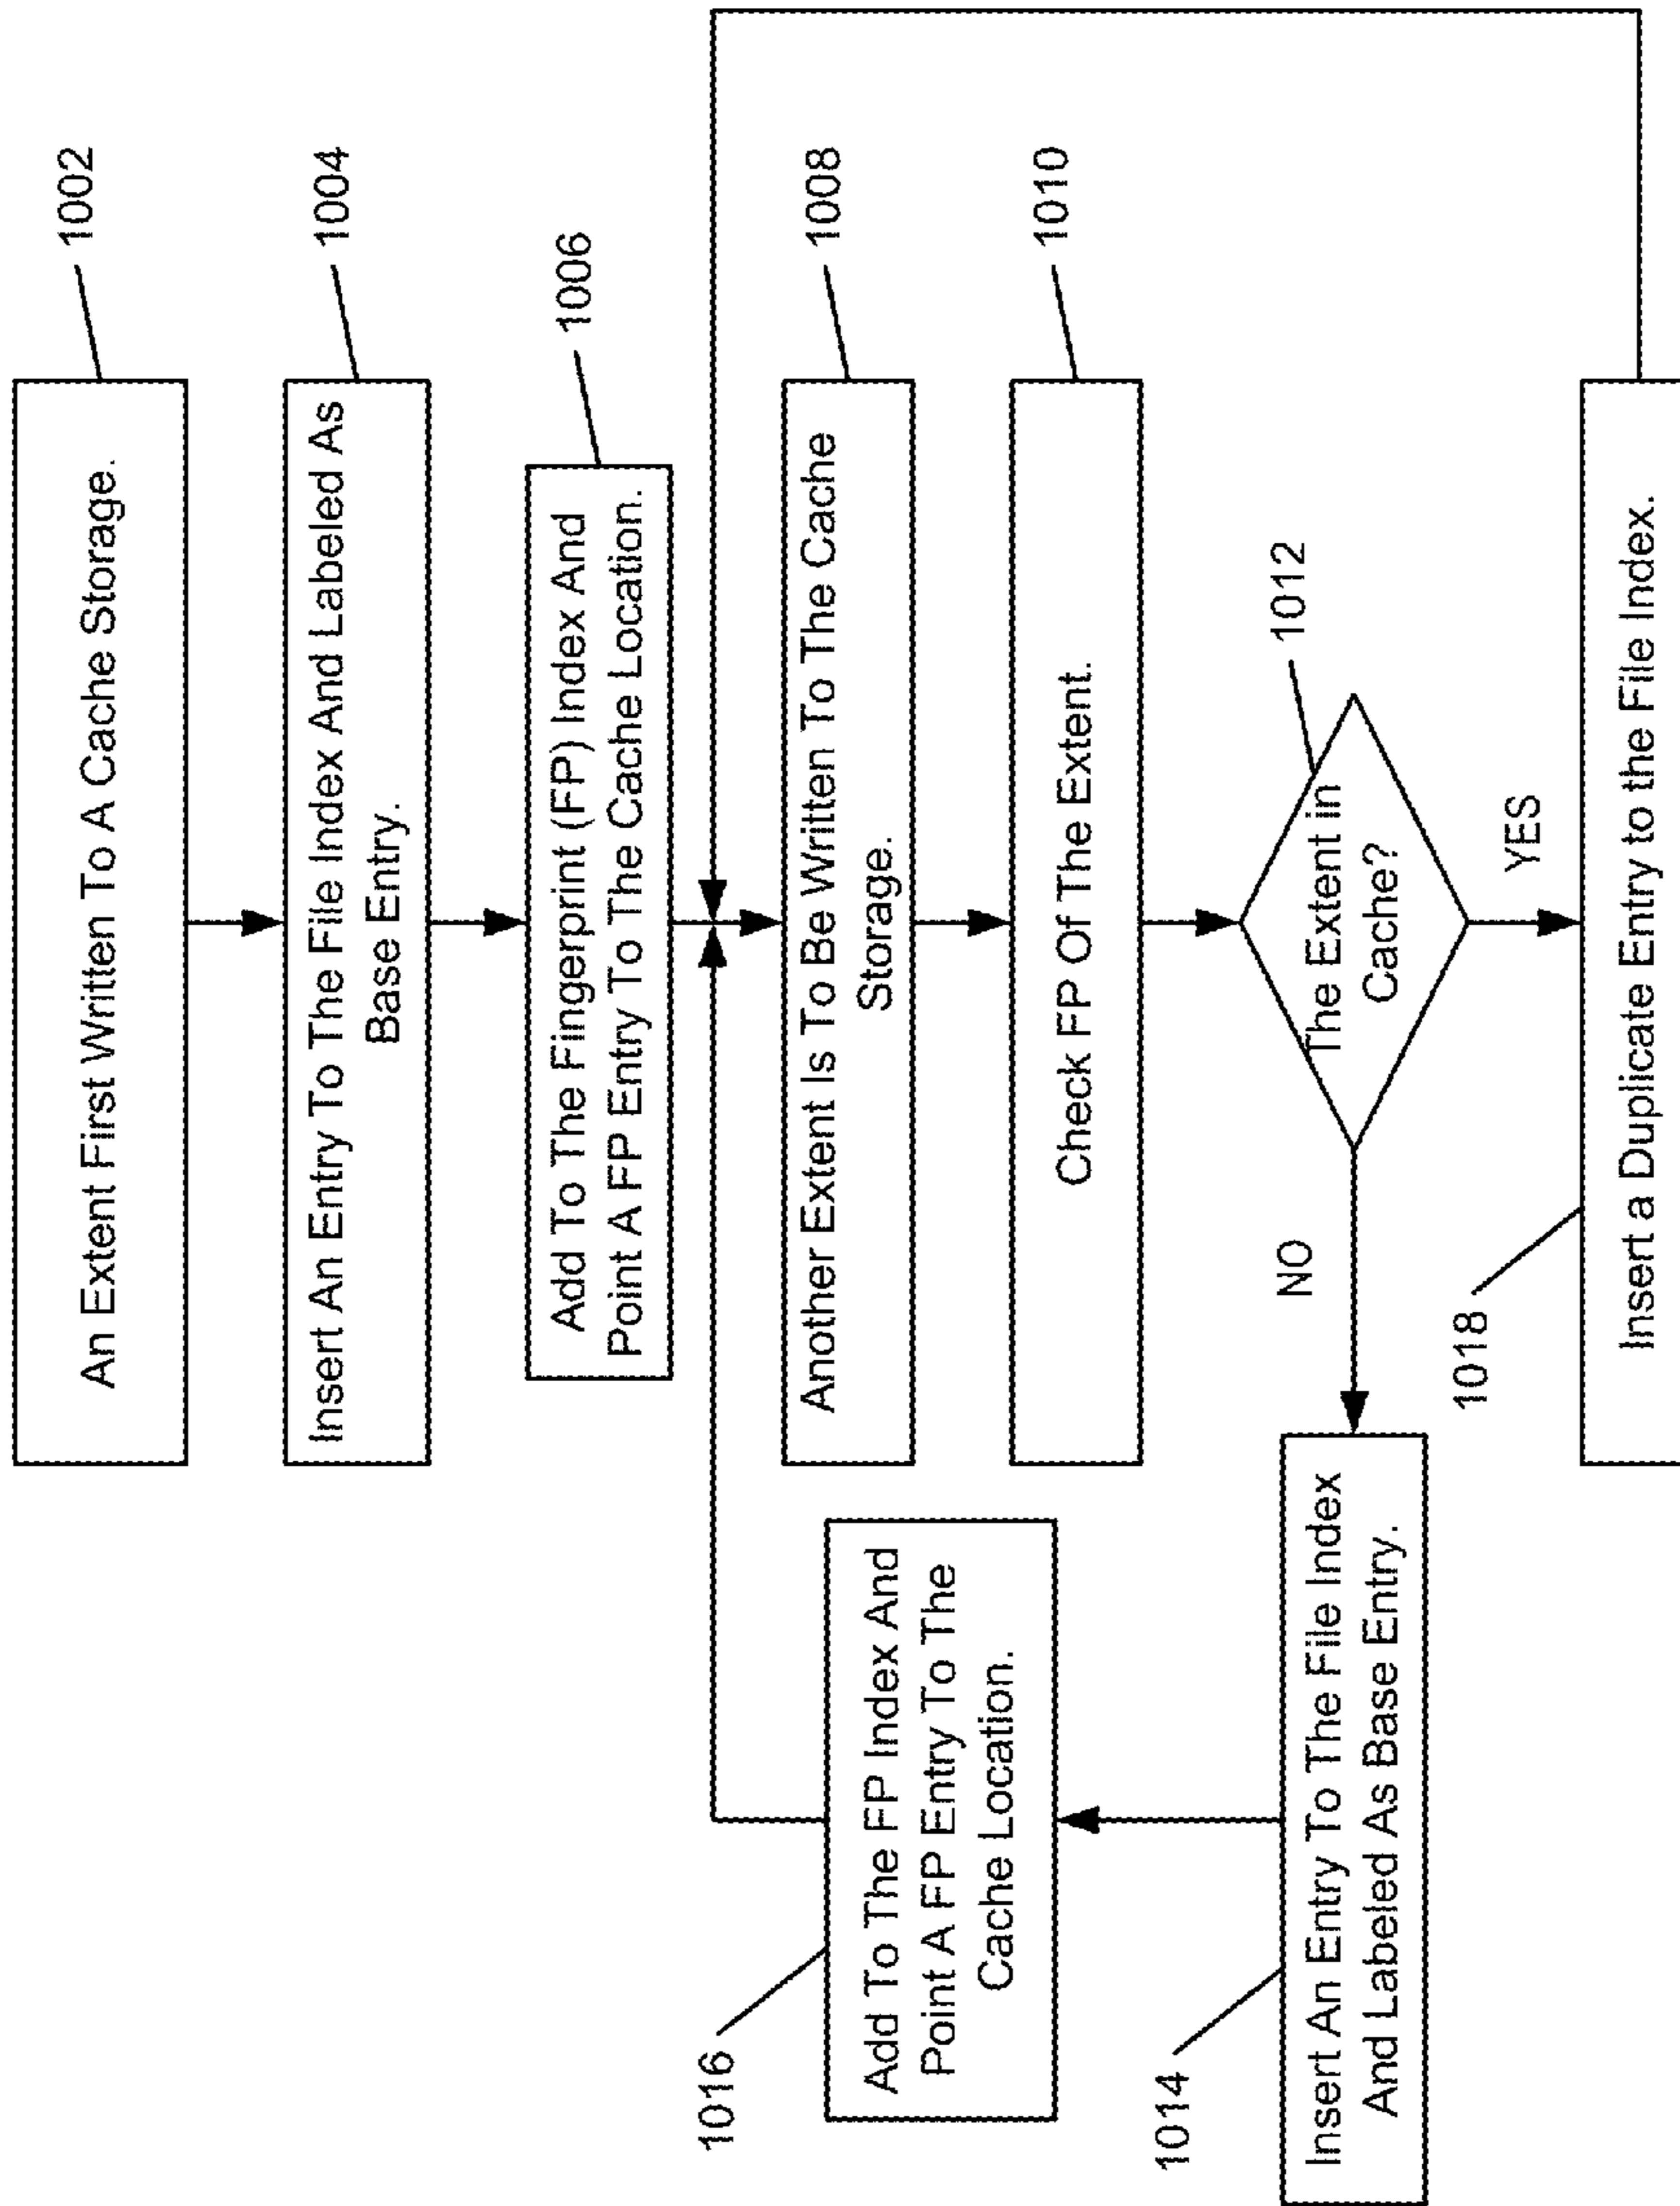 An Extent First Written To A Cache Storage.
1002
Insert An Entry To The File Index And Labeled As
Base Entry.
1004
Add To The Fingerprint (FP) Index And
Point A FP Entry To The Cache Location.
1006
Another Extent Is To Be Written To The Cache
Storage.
1008
Check FP Of The Extent.
1010
The Extent in
Cache?
1012
NO
YES
Insert An Entry To The File Index
And Labeled As Base Entry.
1014
Add To The FP Index And
Point A FP Entry To The
Cache Location.
1016
Insert a Duplicate Entry to the File Index.
1018